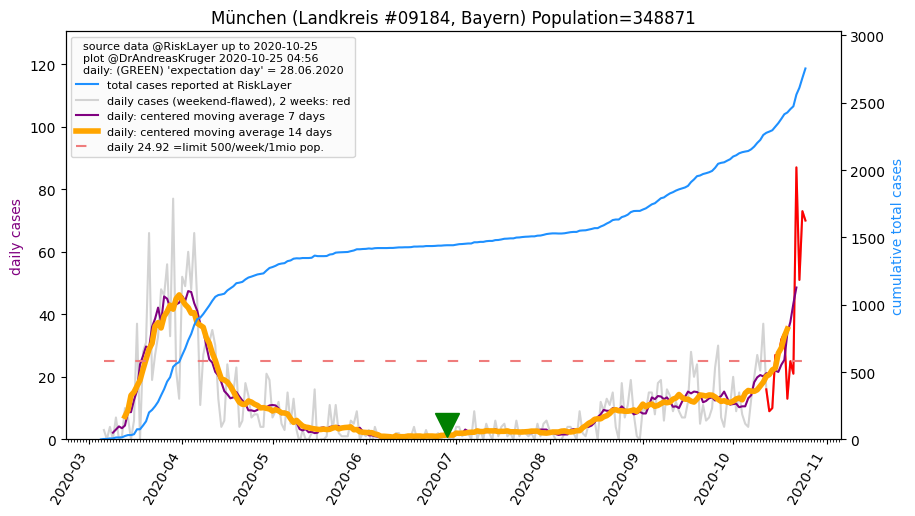 München (Landkreis #09184, Bayern) Population=348871
source data @RiskLayer up to 2020-10-25
plot @DrAndreasKruger 2020-10-25 04:56
daily: (GREEN) 'expectation day' = 28.06.2020
total cases reported at RiskLayer
daily cases (weekend-flawed), 2 weeks: red
daily: centered moving average 7 days
daily: centered moving average 14 days
daily 24.92 =limit 500/week/1mio pop.
daily cases
120
100
80
60
40
20
0
3000
2500
2000
1500
1000
500
0
cumulative total cases
2020-03
2020-04
2020-05
2020-06
2020-07
2020-08
2020-09
2020-10
2020-11